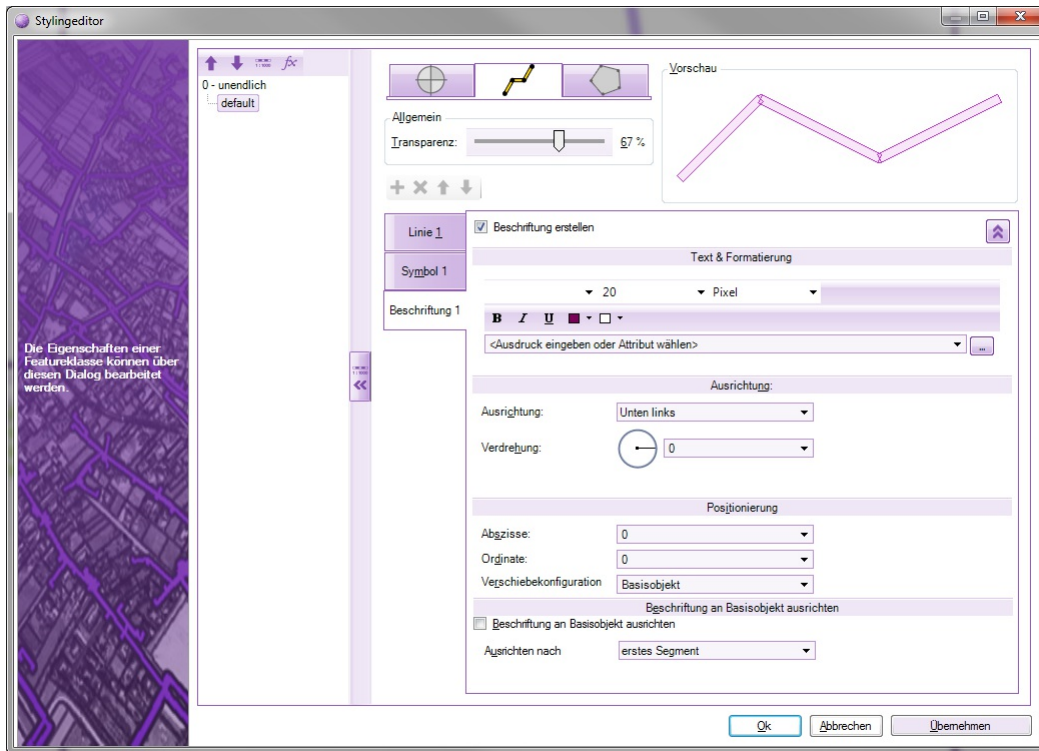 Stylingeditor
Die Eigenschaften einer
Featureklasse können über
diesen Dialog bearbeitet
werden.
fx
0 - unendlich
default
Allgemein
Transparenz:
67 %
Vorschau
Linie 1
Symbol 1
Beschriftung 1
Beschriftung erstellen
Text & Formatierung
20
Pixel
B I U
<Ausdruck eingeben oder Attribut wählen>
...
Ausrichtung:
Ausrichtung:
Unten links
Verdrehung:
0
Positionierung
Abszisse:
0
Ordinate:
0
Verschiebekonfiguration
Basisobjekt
Beschriftung an Basisobjekt ausrichten
Beschriftung an Basisobjekt ausrichten
Ausrichten nach
erstes Segment
Ok
Abbrechen
Übernehmen